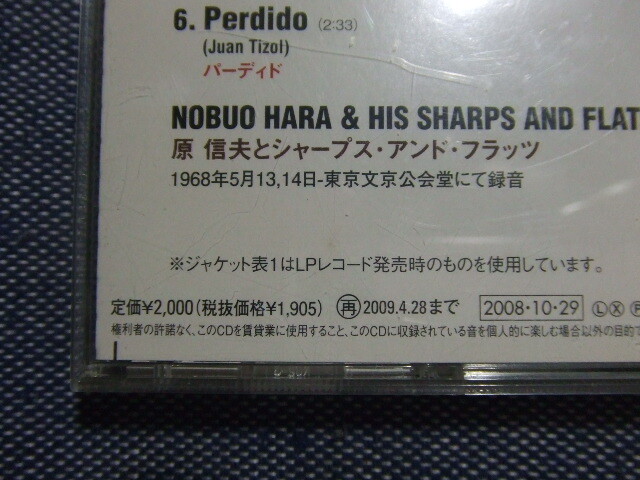 6. Perdido (2:33)
(Juan Tizol)
パーディド
NOBUO HARA & HIS SHARPS AND FLAT
原 信夫とシャープス・アンド・フラッツ
1968年5月13,14日-東京文京公会堂にて録音
※ジャケット表1はLPレコード発売時のものを使用しています。
定価¥2,000(税抜価格¥1,905) 再 2009.4.28まで 2008・10・29 Ⓛ Ⓧ
権利者の許諾なく、このCDを賃貸業に使用すること、このCDに収録されている音を個人的に楽しむ場合以外の目的で